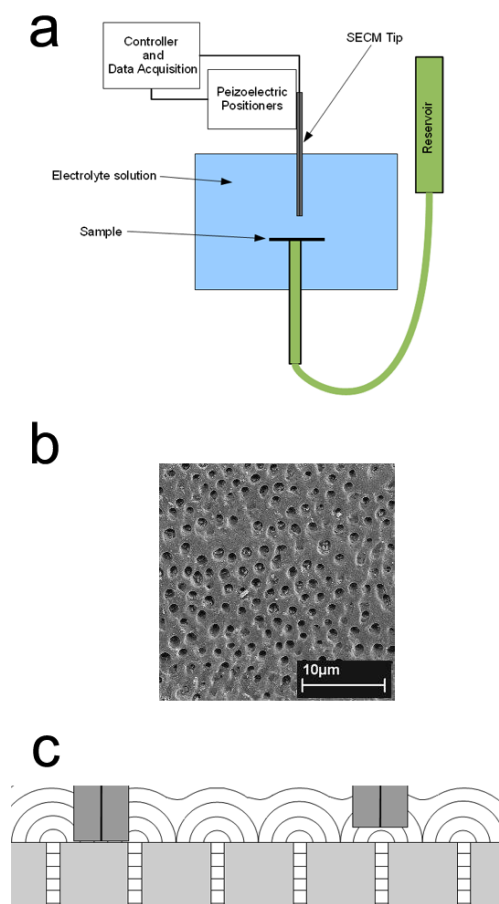 a
Controller
and
Data Acquisition
SECM Tip
Peizoelectric
Positioners
Reservoir
Electrolyte solution
Sample
b
10µm
c